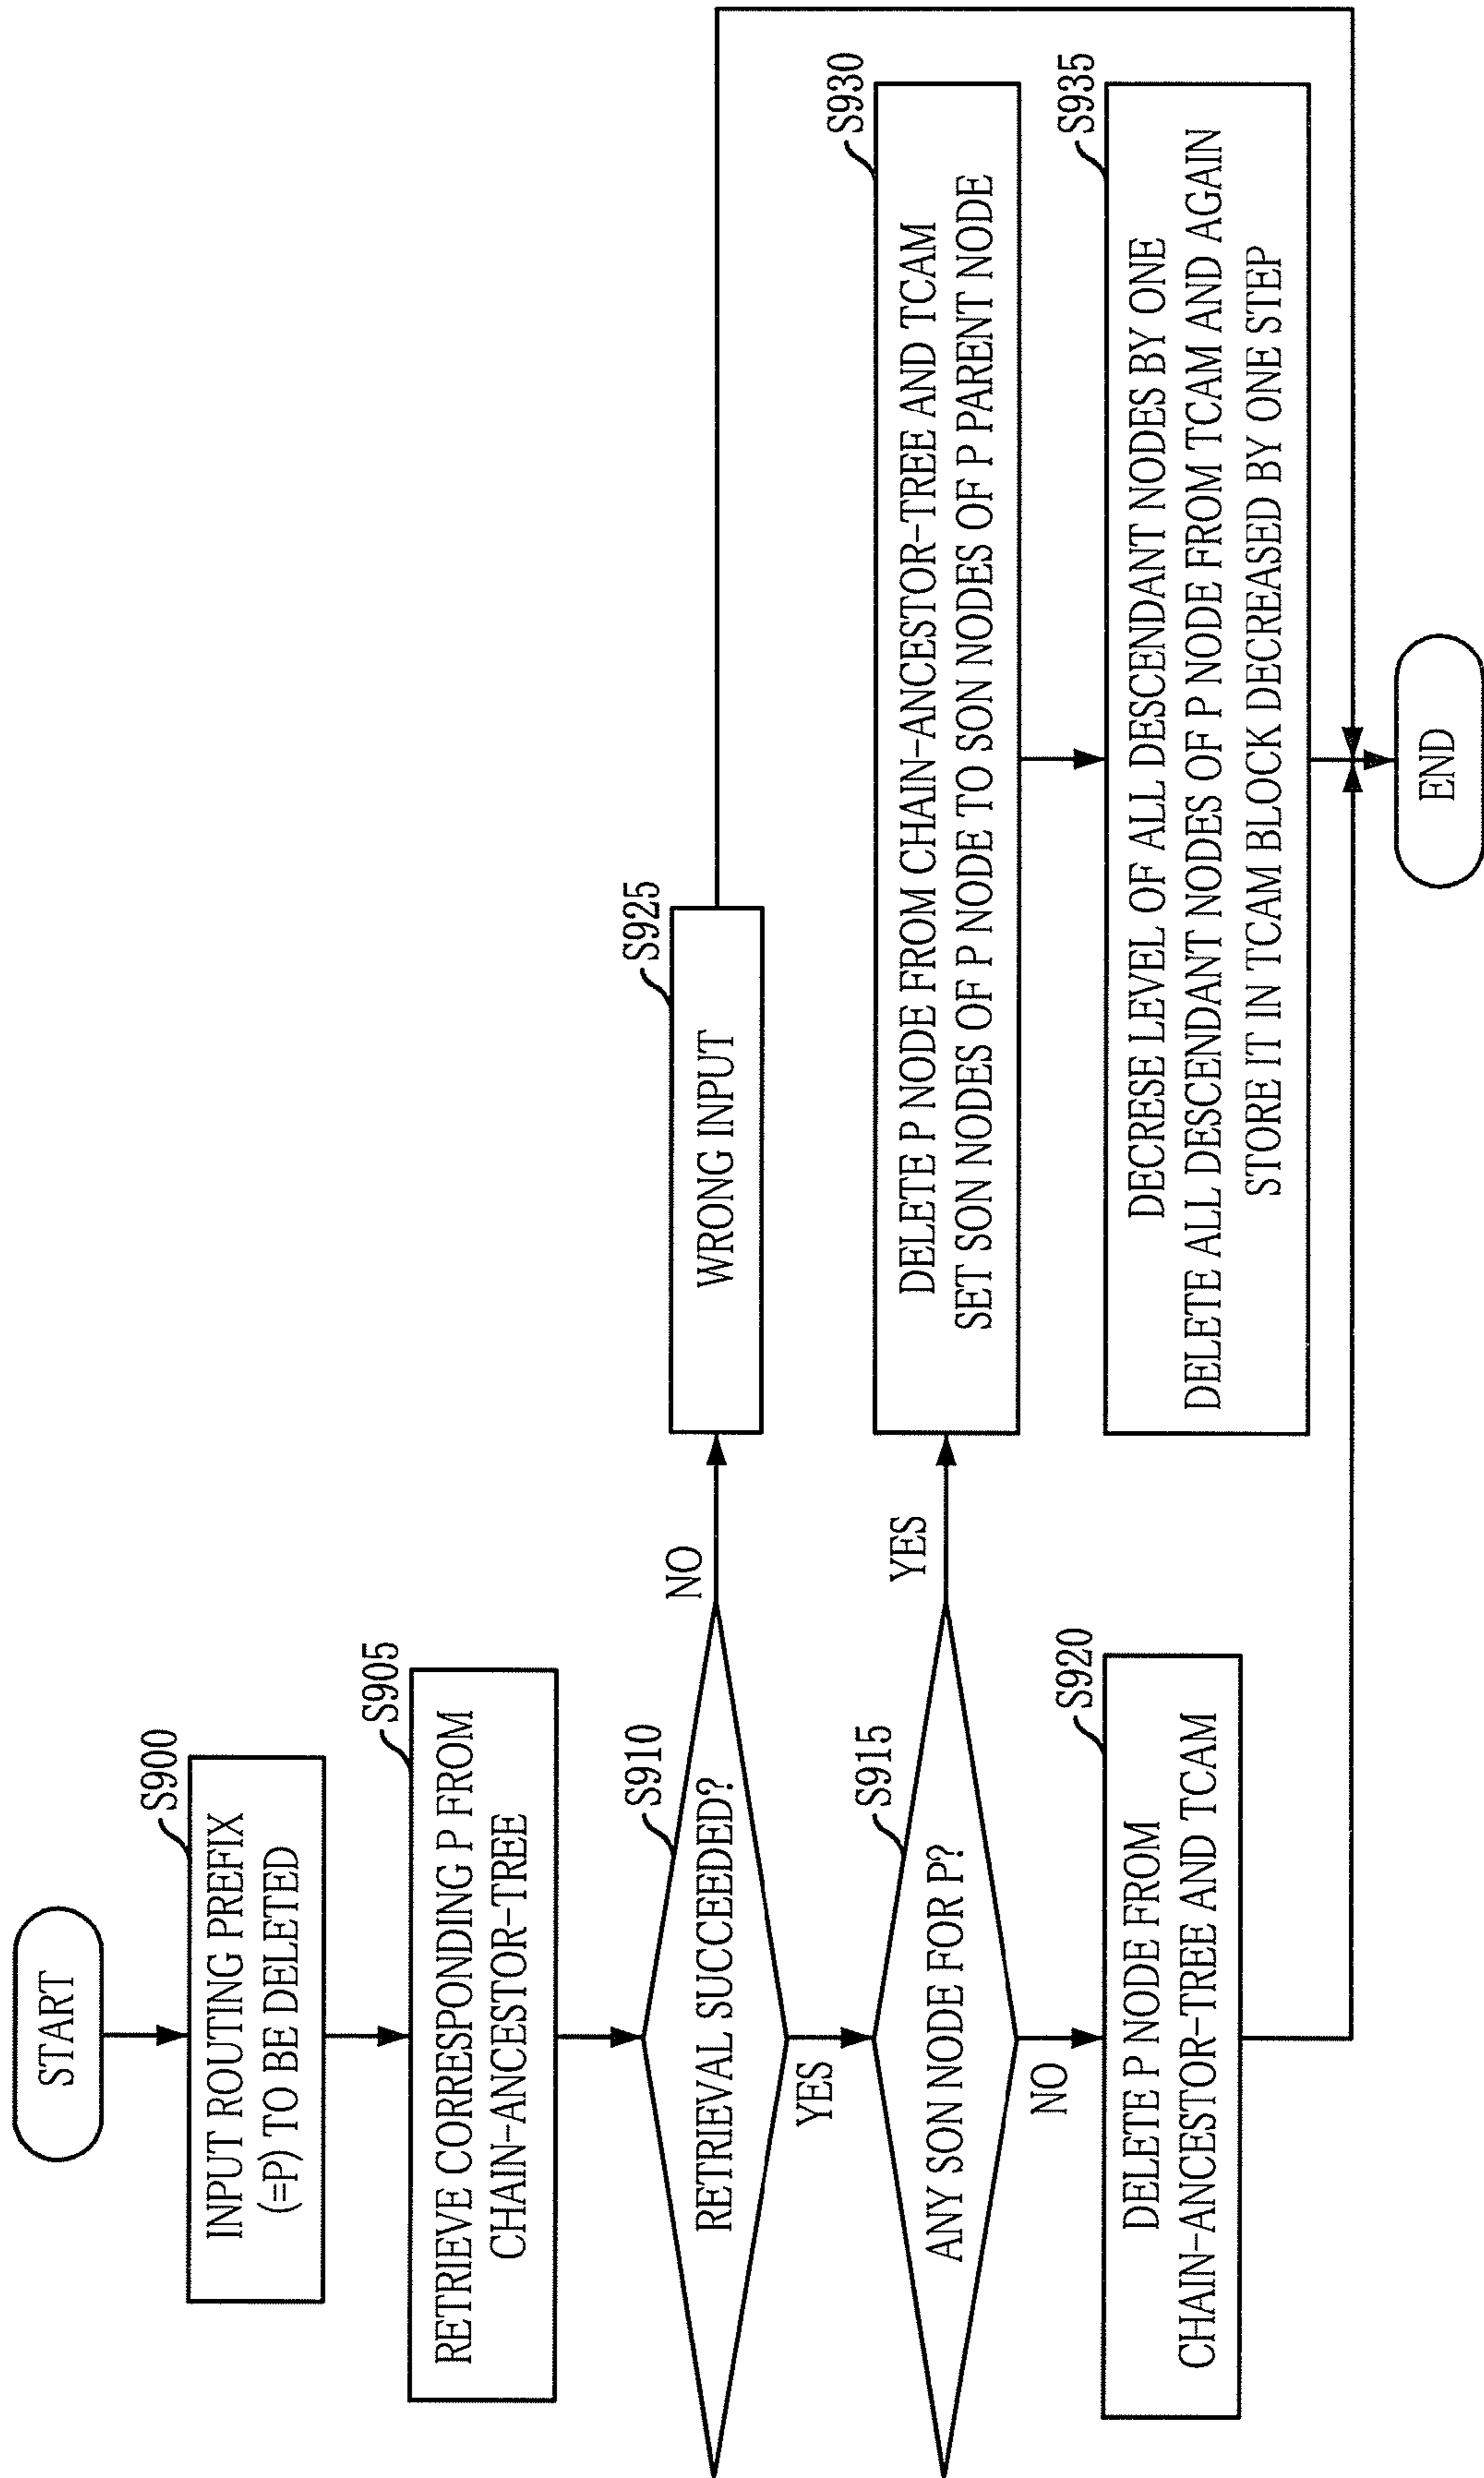 START
S900
INPUT ROUTING PREFIX
(=P) TO BE DELETED
S905
RETRIEVE CORRESPONDING P FROM
CHAIN-ANCESTOR-TREE
S910
RETRIEVAL SUCCEEDED?
NO
S925
WRONG INPUT
YES
S915
ANY SON NODE FOR P?
YES
S930
DELETE P NODE FROM CHAIN-ANCESTOR-TREE AND TCAM
SET SON NODES OF P NODE TO SON NODES OF P PARENT NODE
NO
S920
DELETE P NODE FROM
CHAIN-ANCESTOR-TREE AND TCAM
S935
DECRESE LEVEL OF ALL DESCENDANT NODES BY ONE
DELETE ALL DESCENDANT NODES OF P NODE FROM TCAM AND AGAIN
STORE IT IN TCAM BLOCK DECREASED BY ONE STEP
END